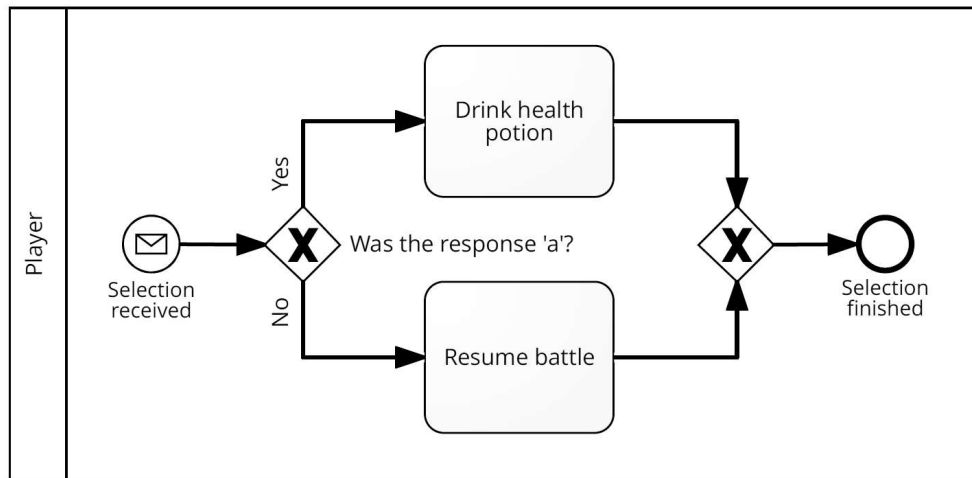 Player
Selection
received
Yes
No
Was the response 'a'?
Drink health
potion
Resume battle
Selection
finished